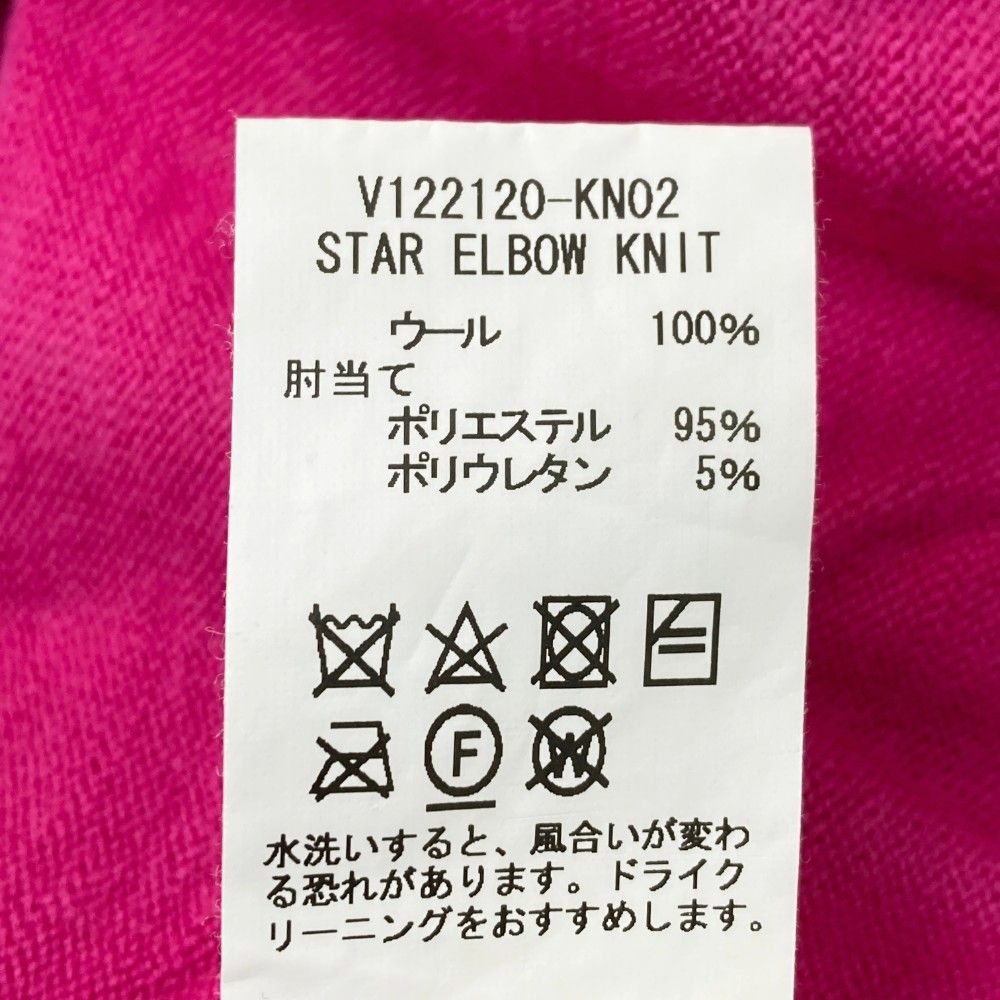 V122120-KN02
STAR ELBOW KNIT
ウール 100%
肘当て
ポリエステル 95%
ポリウレタン 5%
F W
水洗いすると、風合いが変わ
る恐れがあります。ドライク
リーニングをおすすめします。